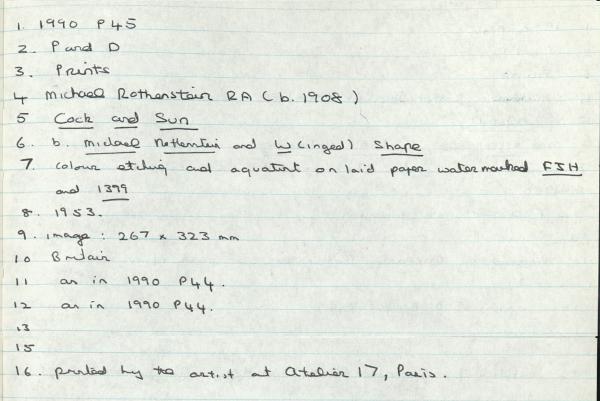 1. 1990 P45
2. P and D
3. Prints
4 Michael Rothenstein RA (b. 1908)
5 Cock and Sun
6. b. Michael Rothenstein and W(inged) Shape
7. Colour etching and aquatint on laid paper watermarked FJH
and 1399
8. 1953.
9. image: 267 x 323 mm
10 Britain
11 as in 1990 P44.
12 as in 1990 P44.
13
15
16. printed by the artist at Atelier 17, Paris.